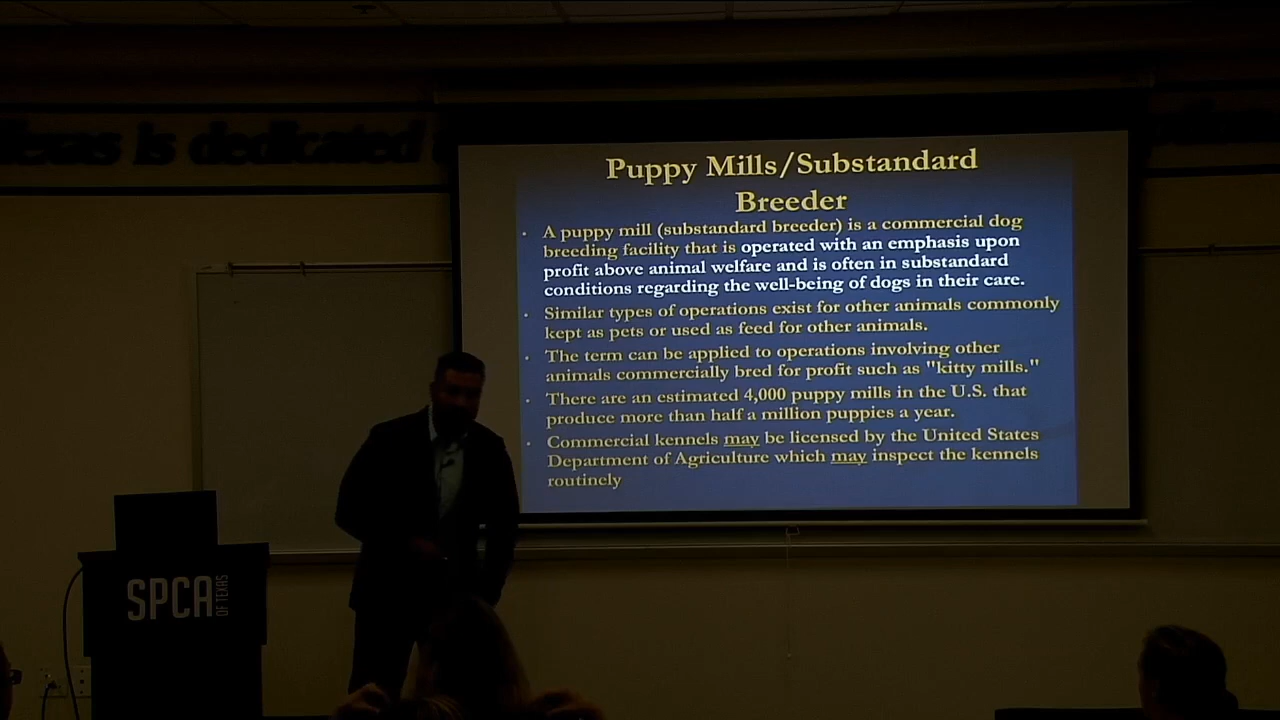 Texas is dedicated
Puppy Mills/Substandard
Breeder
• A puppy mill (substandard breeder) is a commercial dog
breeding facility that is operated with an emphasis upon
profit above animal welfare and is often in substandard
conditions regarding the well-being of dogs in their care.
• Similar types of operations exist for other animals commonly
kept as pets or used as feed for other animals.
• The term can be applied to operations involving other
animals commercially bred for profit such as "kitty mills."
• There are an estimated 4,000 puppy mills in the U.S. that
produce more than half a million puppies a year.
• Commercial kennels may be licensed by the United States
Department of Agriculture which may inspect the kennels
routinely
SPCA
OF TEXAS